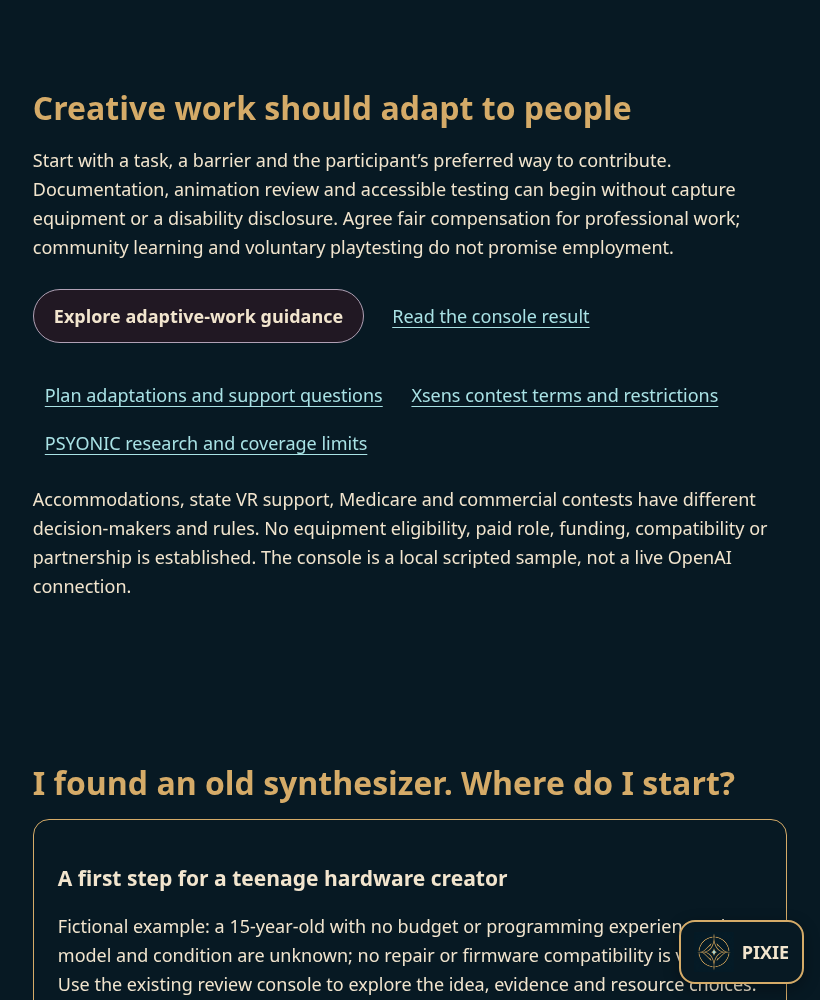 Creative work should adapt to people
Start with a task, a barrier and the participant’s preferred way to contribute.
Documentation, animation review and accessible testing can begin without capture
equipment or a disability disclosure. Agree fair compensation for professional work;
community learning and voluntary playtesting do not promise employment.
Explore adaptive-work guidance
Read the console result
Plan adaptations and support questions
Xsens contest terms and restrictions
PSYONIC research and coverage limits
Accommodations, state VR support, Medicare and commercial contests have different
decision-makers and rules. No equipment eligibility, paid role, funding, compatibility or
partnership is established. The console is a local scripted sample, not a live OpenAI
connection.
I found an old synthesizer. Where do I start?
A first step for a teenage hardware creator
Fictional example: a 15-year-old with no budget or programming
model and condition are unknown; no repair or firmware compatibility is
Use the existing review console to explore the idea, evidence and resource choices.
PIXIE